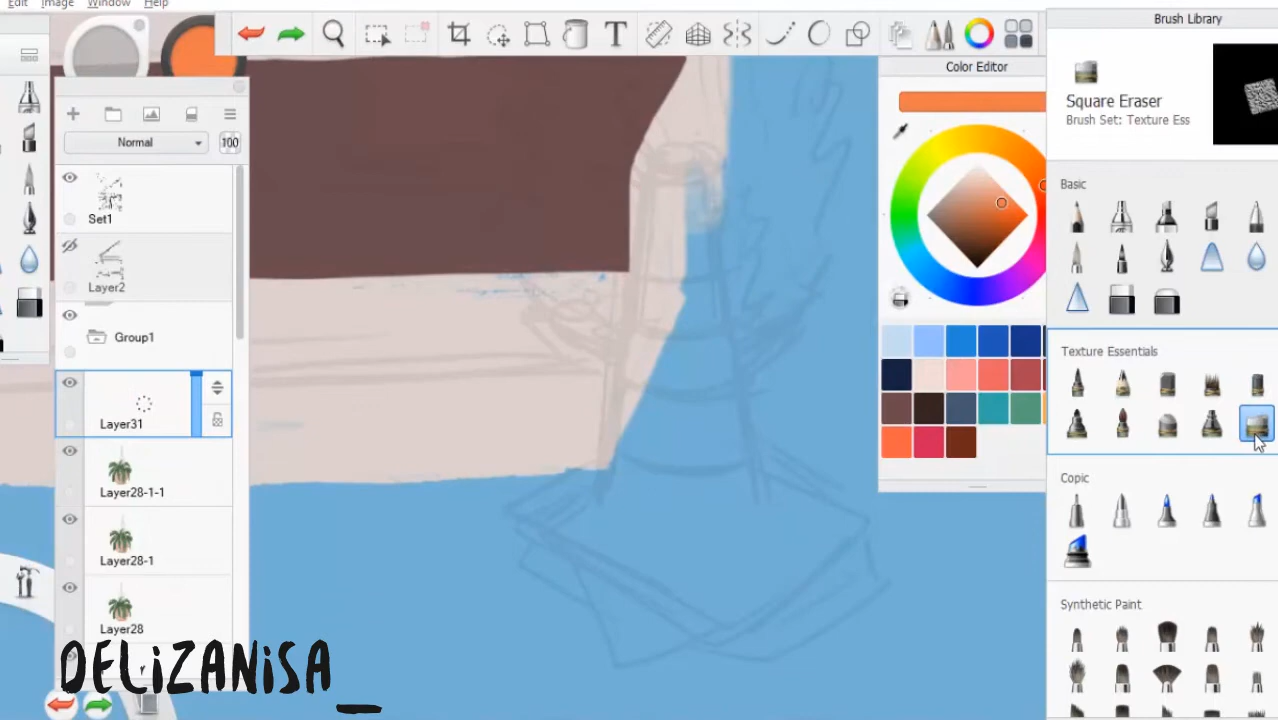 Edit Image Window Help
Brush Library
Color Editor
Square Eraser
Brush Set: Texture Ess
Normal
100
Basic
Set1
Layer2
Group1
Texture Essentials
Layer31
Copic
Layer28-1-1
Layer28-1
Synthetic Paint
Layer28
DELiZANiSA_